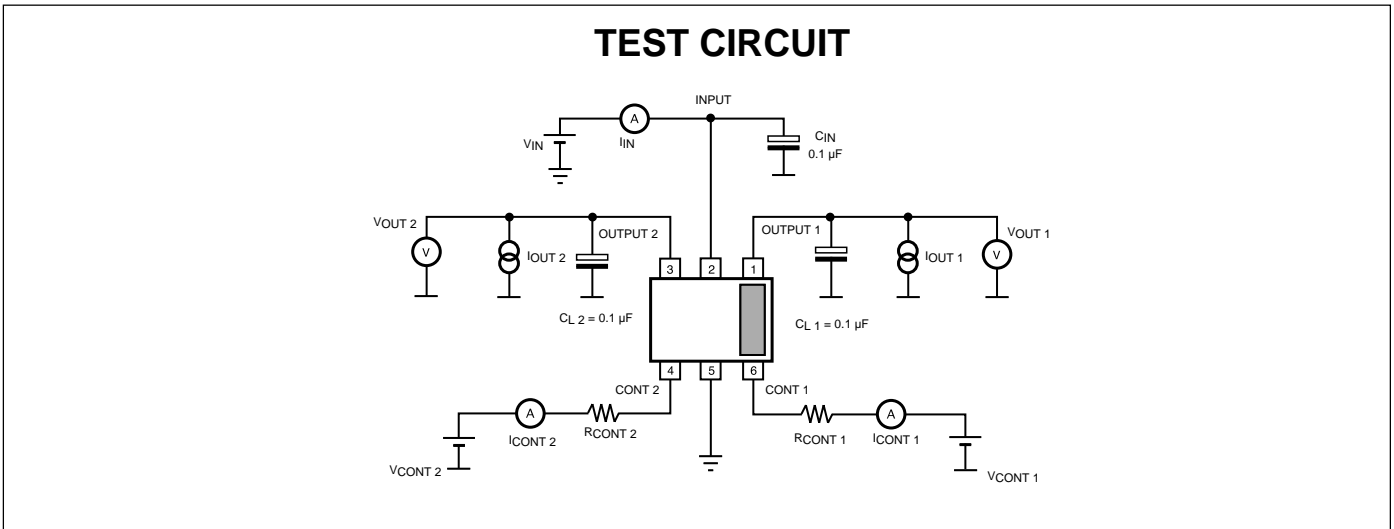 TEST CIRCUIT
INPUT
A
VIN
IIN
CIN
0.1 µF
VOUT 2
V
IOUT 2
OUTPUT 2
OUTPUT 1
IOUT 1
VOUT 1
V
3
2
1
CL 2 = 0.1 µF
CL 1 = 0.1 µF
4
5
6
CONT 2
CONT 1
A
ICONT 2
RCONT 2
VCONT 2
A
RCONT 1
ICONT 1
VCONT 1